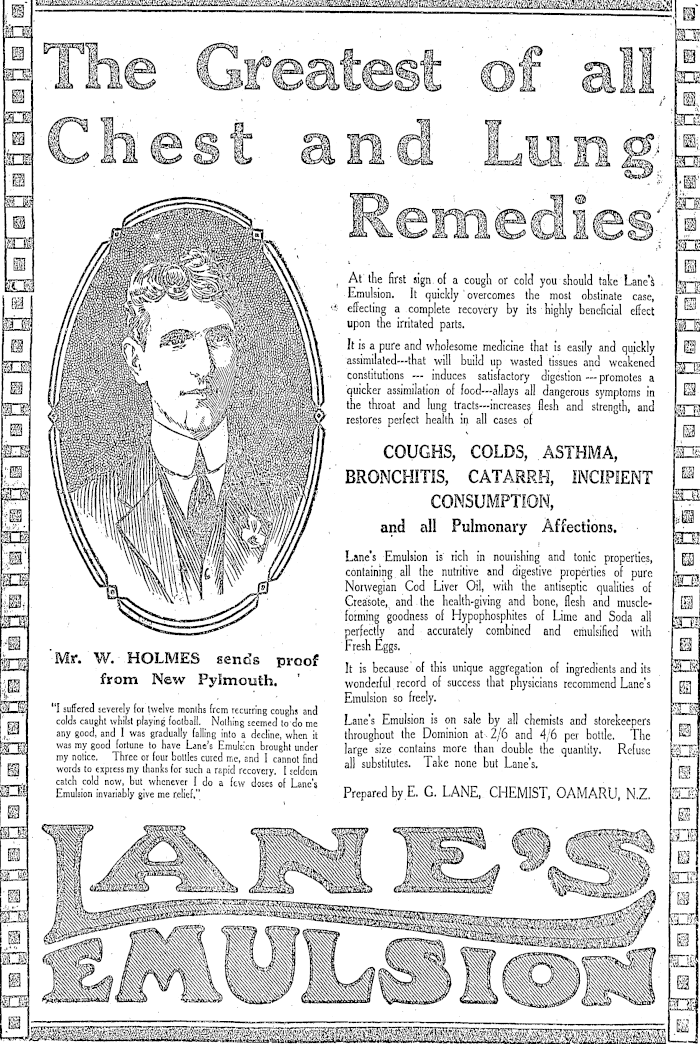 The Greatest of all
Chest and Lung
Remedies
At the first sign of a cough or cold you should take Lane's
Emulsion. It quickly overcomes the most obstinate case,
effecting a complete recovery by its highly beneficial effect
upon the irritated parts.
It is a pure and wholesome medicine that is easily and quickly
assimilated---that will build up wasted tissues and weakened
constitutions --- induces satisfactory digestion --- promotes a
quicker assimilation of food---allays all dangerous symptoms in
the throat and lung tracts---increases flesh and strength, and
restores perfect health in all cases of
COUGHS, COLDS, ASTHMA,
BRONCHITIS, CATARRH, INCIPIENT
CONSUMPTION,
and all Pulmonary Affections.
Lane's Emulsion is rich in nourishing and tonic properties,
containing all the nutritive and digestive properties of pure
Norwegian Cod Liver Oil, with the antiseptic qualities of
Creasote, and the health-giving and bone, flesh and muscle-
forming goodness of Hypophosphites of Lime and Soda all
perfectly and accurately combined and emulsified with
Fresh Eggs.
It is because of this unique aggregation of ingredients and its
wonderful record of success that physicians recommend Lane's
Emulsion so freely.
Lane's Emulsion is on sale by all chemists and storekeepers
throughout the Dominion at 2/6 and 4/6 per bottle. The
large size contains more than double the quantity. Refuse
all substitutes. Take none but Lane's.
Prepared by E. G. LANE, CHEMIST, OAMARU, N.Z.
Mr. W. HOLMES sends proof
from New Pylmouth.
"I suffered severely for twelve months from recurring coughs and
colds caught whilst playing football. Nothing seemed to do me
any good, and I was gradually falling into a decline, when it
was my good fortune to have Lane's Emulsion brought under
my notice. Three or four bottles cured me, and I cannot find
words to express my thanks for such a rapid recovery. I seldom
catch cold now, but whenever I do a few doses of Lane's
Emulsion invariably give me relief."
LANE'S
EMULSION